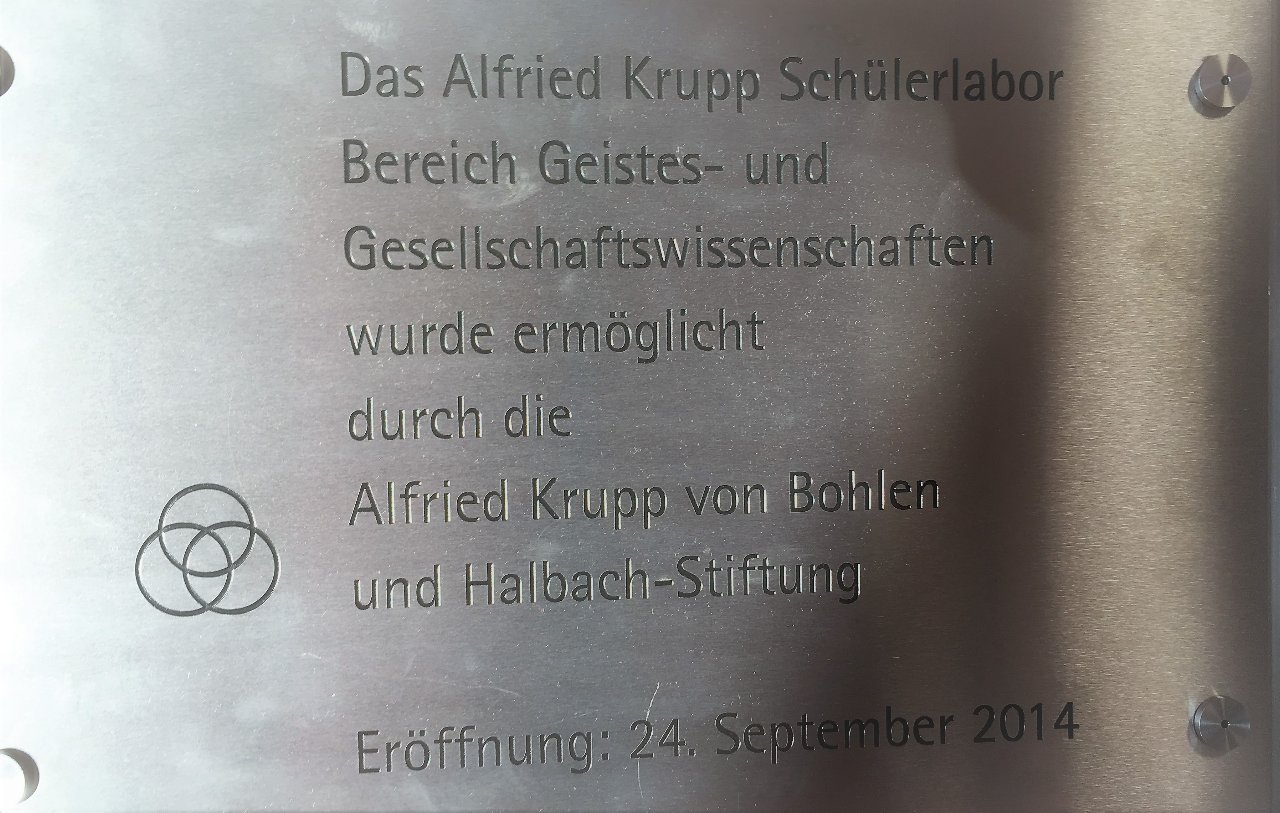 Das Alfried Krupp Schülerlabor
Bereich Geistes- und
Gesellschaftswissenschaften
wurde ermöglicht
durch die
Alfried Krupp von Bohlen
und Halbach-Stiftung
Eröffnung: 24. September 2014